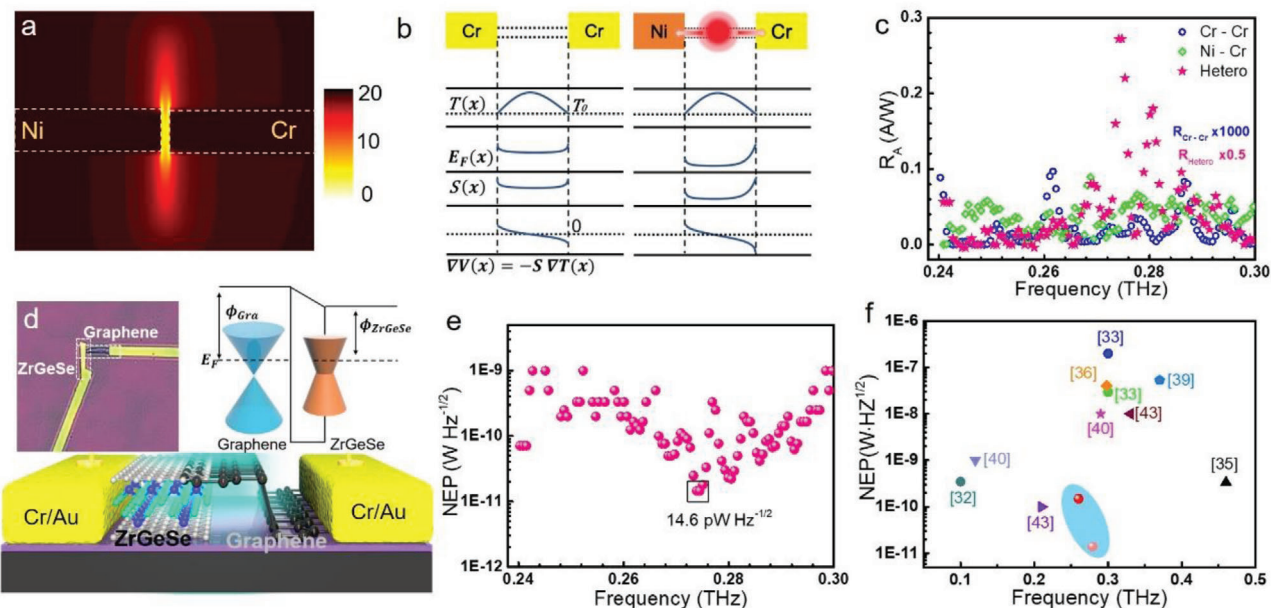 a
Ni
Cr
20
10
0
b
Cr
Cr
Ni
Cr
T(x)
T₀
E_F(x)
S(x)
0
∇V(x) = −S ∇T(x)
c
R_A (A/W)
0.3
0.2
0.1
0.0
Cr - Cr
Ni - Cr
Hetero
R_Cr - Cr x1000
R_Hetero x0.5
0.24
0.26
0.28
0.30
Frequency (THz)
d
Graphene
ZrGeSe
ϕ_Gra
E_F
ϕ_ZrGeSe
Graphene
ZrGeSe
Cr/Au
ZrGeSe
Graphene
Cr/Au
e
NEP (W Hz^-1/2)
1E-9
1E-10
1E-11
1E-12
14.6 pW Hz^-1/2
0.24
0.26
0.28
0.30
Frequency (THz)
f
NEP(W·HZ^1/2)
1E-6
1E-7
1E-8
1E-9
1E-10
1E-11
[33]
[36]
[33]
[39]
[40]
[43]
[40]
[32]
[43]
[35]
0.1
0.2
0.3
0.4
0.5
Frequency (THz)